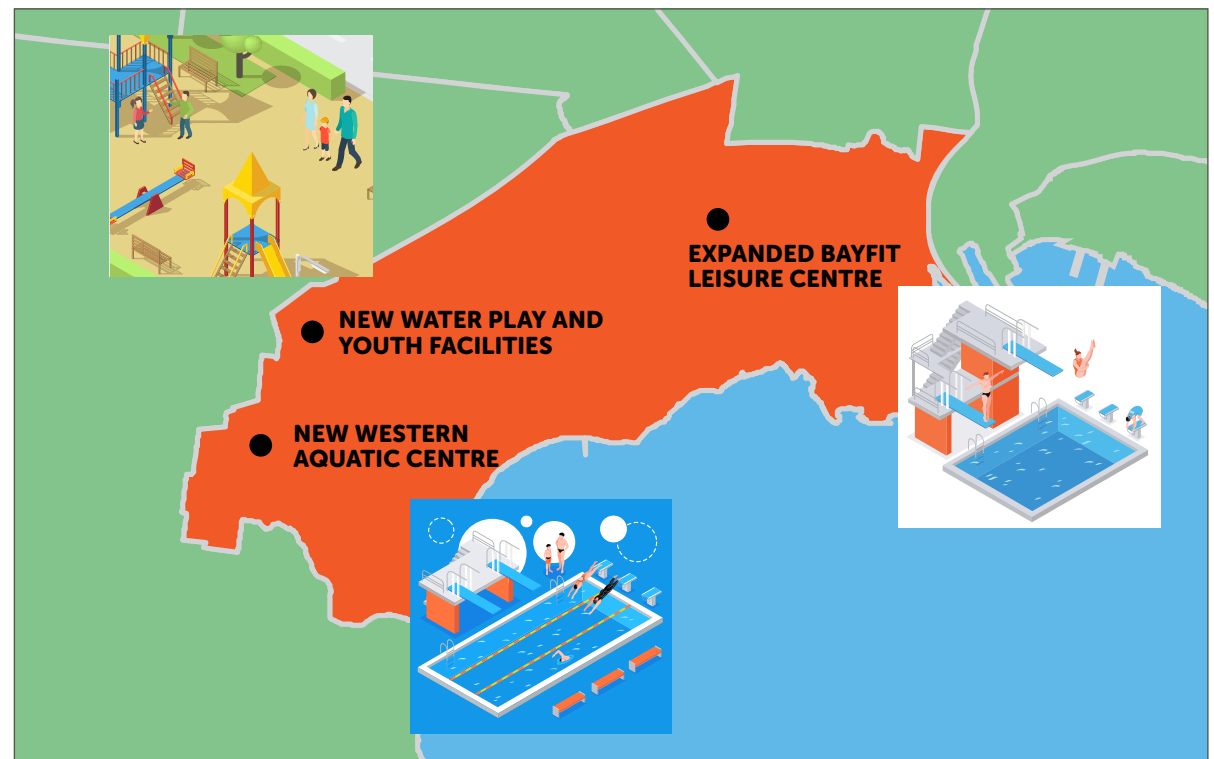 EXPANDED BAYFIT
LEISURE CENTRE
NEW WATER PLAY AND
YOUTH FACILITIES
NEW WESTERN
AQUATIC CENTRE